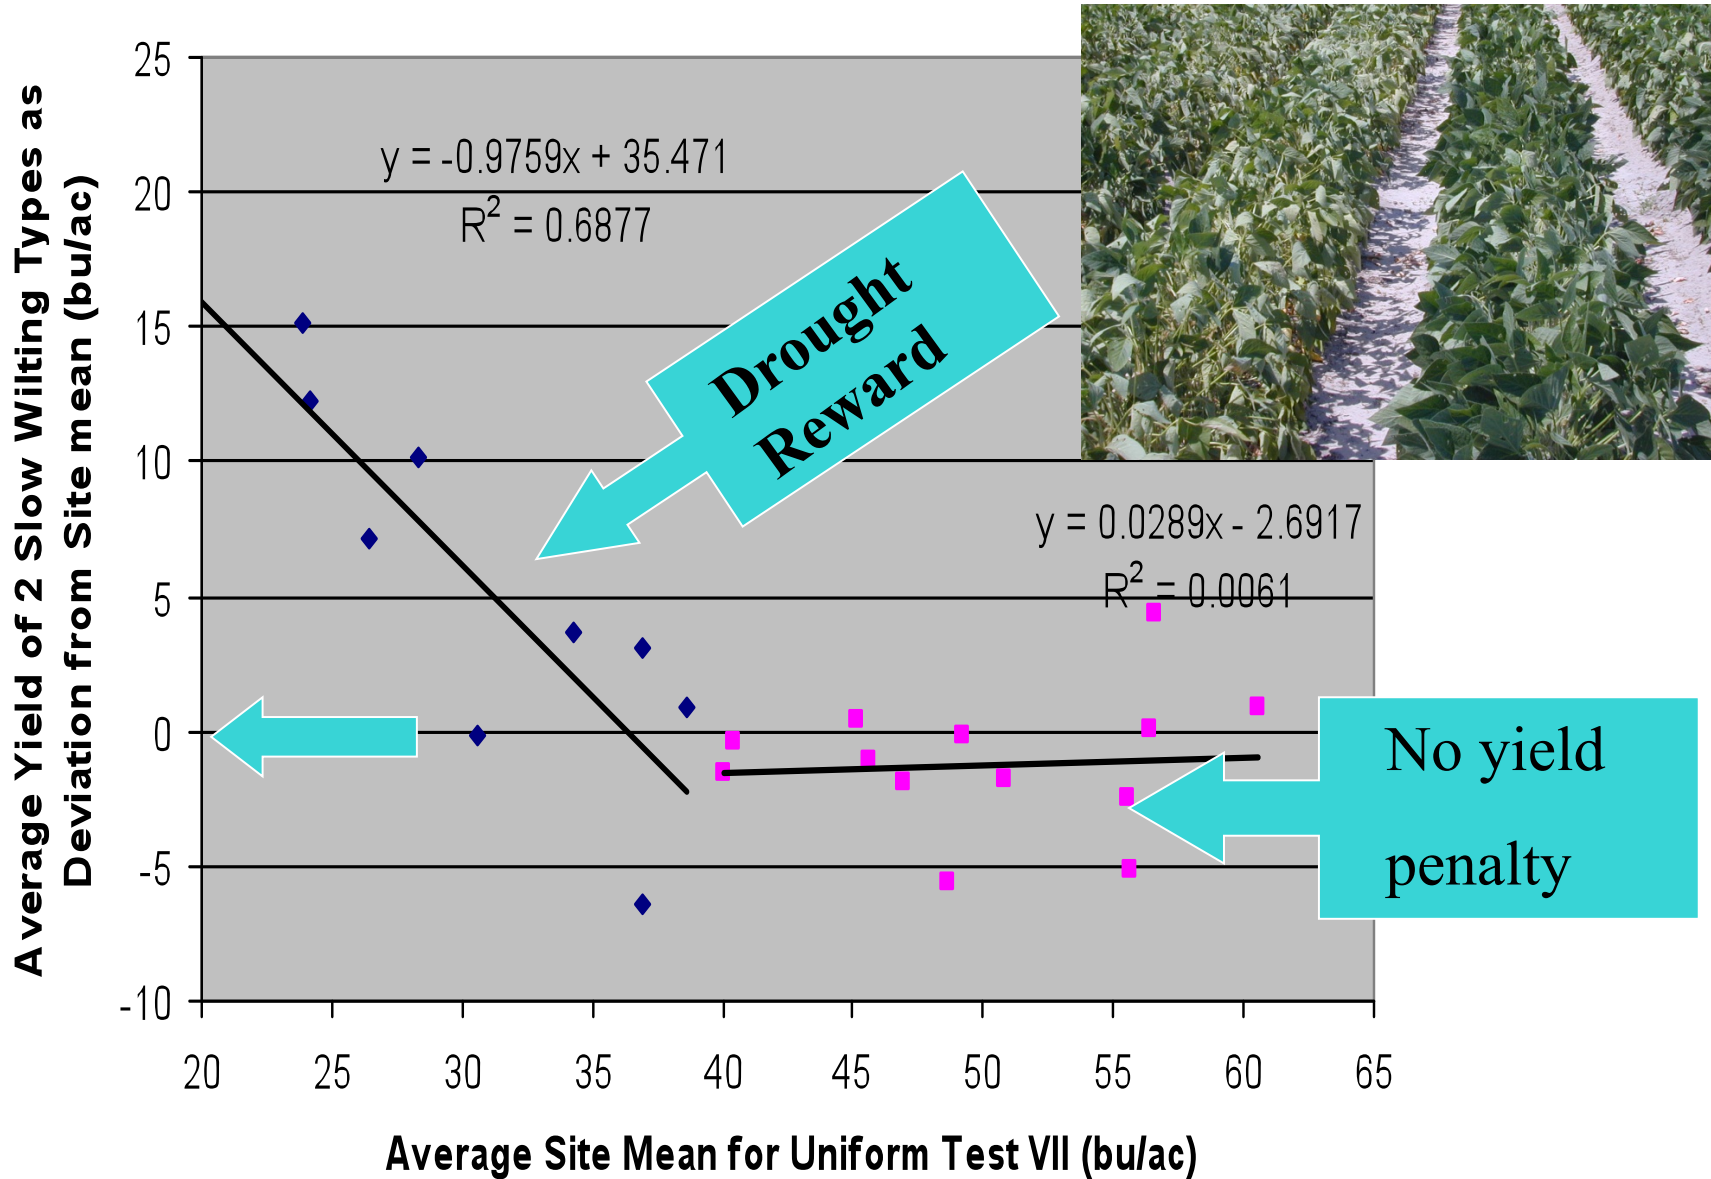 Average Yield of 2 Slow Wilting Types as
Deviation from Site mean (bu/ac)
25
20
15
10
5
0
-5
-10
y = -0.9759x + 35.471
R² = 0.6877
Drought
Reward
y = 0.0289x - 2.6917
R² = 0.0061
No yield
penalty
20 25 30 35 40 45 50 55 60 65
Average Site Mean for Uniform Test VII (bu/ac)